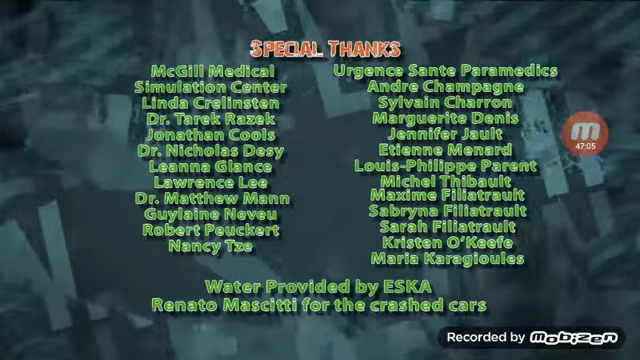 Special Thanks
McGill Medical
Simulation Center
Linda Crelinsten
Dr. Tarek Razek
Jonathan Cools
Dr. Nicholas Desy
Leanna Glance
Lawrence Lee
Dr. Matthew Mann
Guylaine Neveu
Robert Peuckert
Nancy Tze
Urgence Sante Paramedics
Andre Champagne
Sylvain Charron
Marguerite Denis
Jennifer Jault
Etienne Menard
Louis-Philippe Parent
Michel Thibault
Maxime Filiatrault
Sabryna Filiatrault
Sarah Filiatrault
Kristen O'Keefe
Maria Karagioules
Water Provided by ESKA
Renato Mascitti for the crashed cars
47:05
Recorded by mobizen